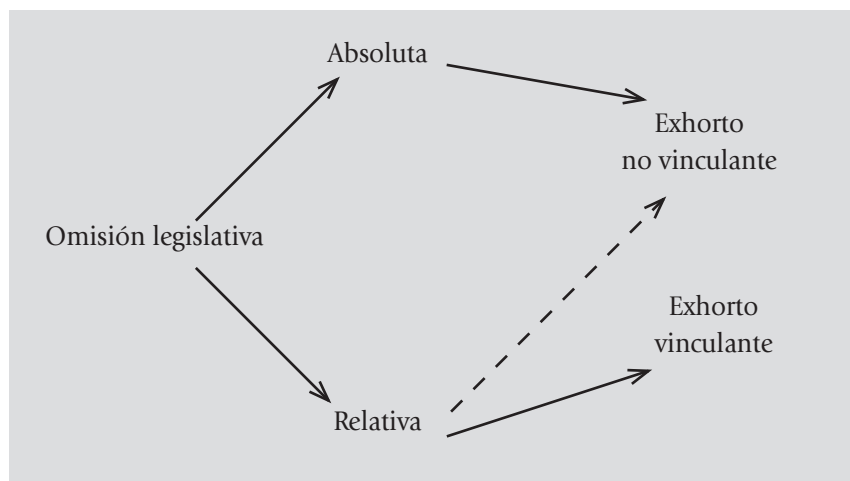 Absoluta
Exhorto
no vinculante
Omisión legislativa
Exhorto
vinculante
Relativa